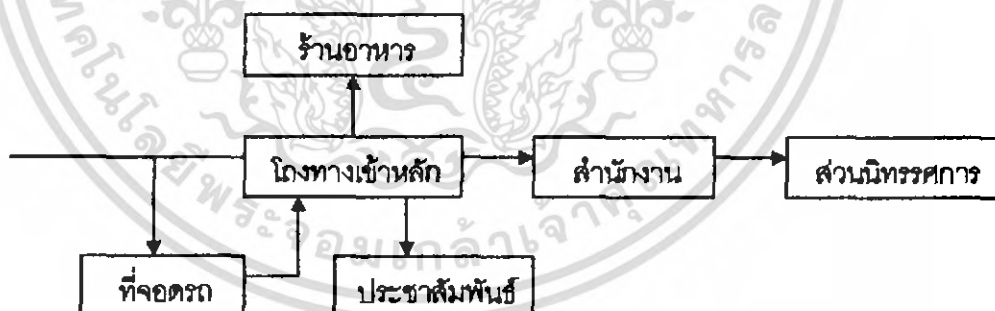 ร้านอาหาร
โถงทางเข้าหลัก
สำนักงาน
ส่วนนิทรรศการ
ที่จอดรถ
ประชาสัมพันธ์